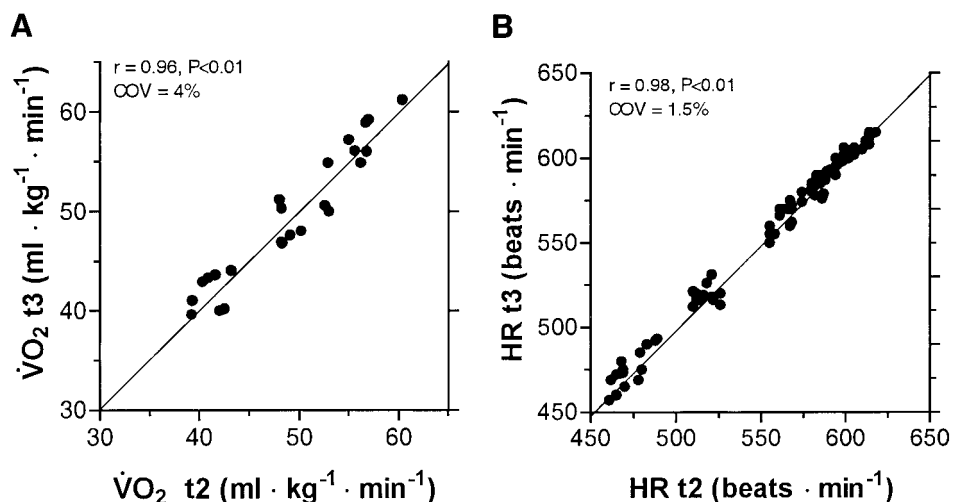 A
r = 0.96, P<0.01
COV = 4%
60
50
40
30
30 40 50 60
V̇O₂ t3 (ml · kg⁻¹ · min⁻¹)
V̇O₂ t2 (ml · kg⁻¹ · min⁻¹)
B
r = 0.98, P<0.01
COV = 1.5%
650
600
550
500
450
450 500 550 600 650
HR t3 (beats · min⁻¹)
HR t2 (beats · min⁻¹)